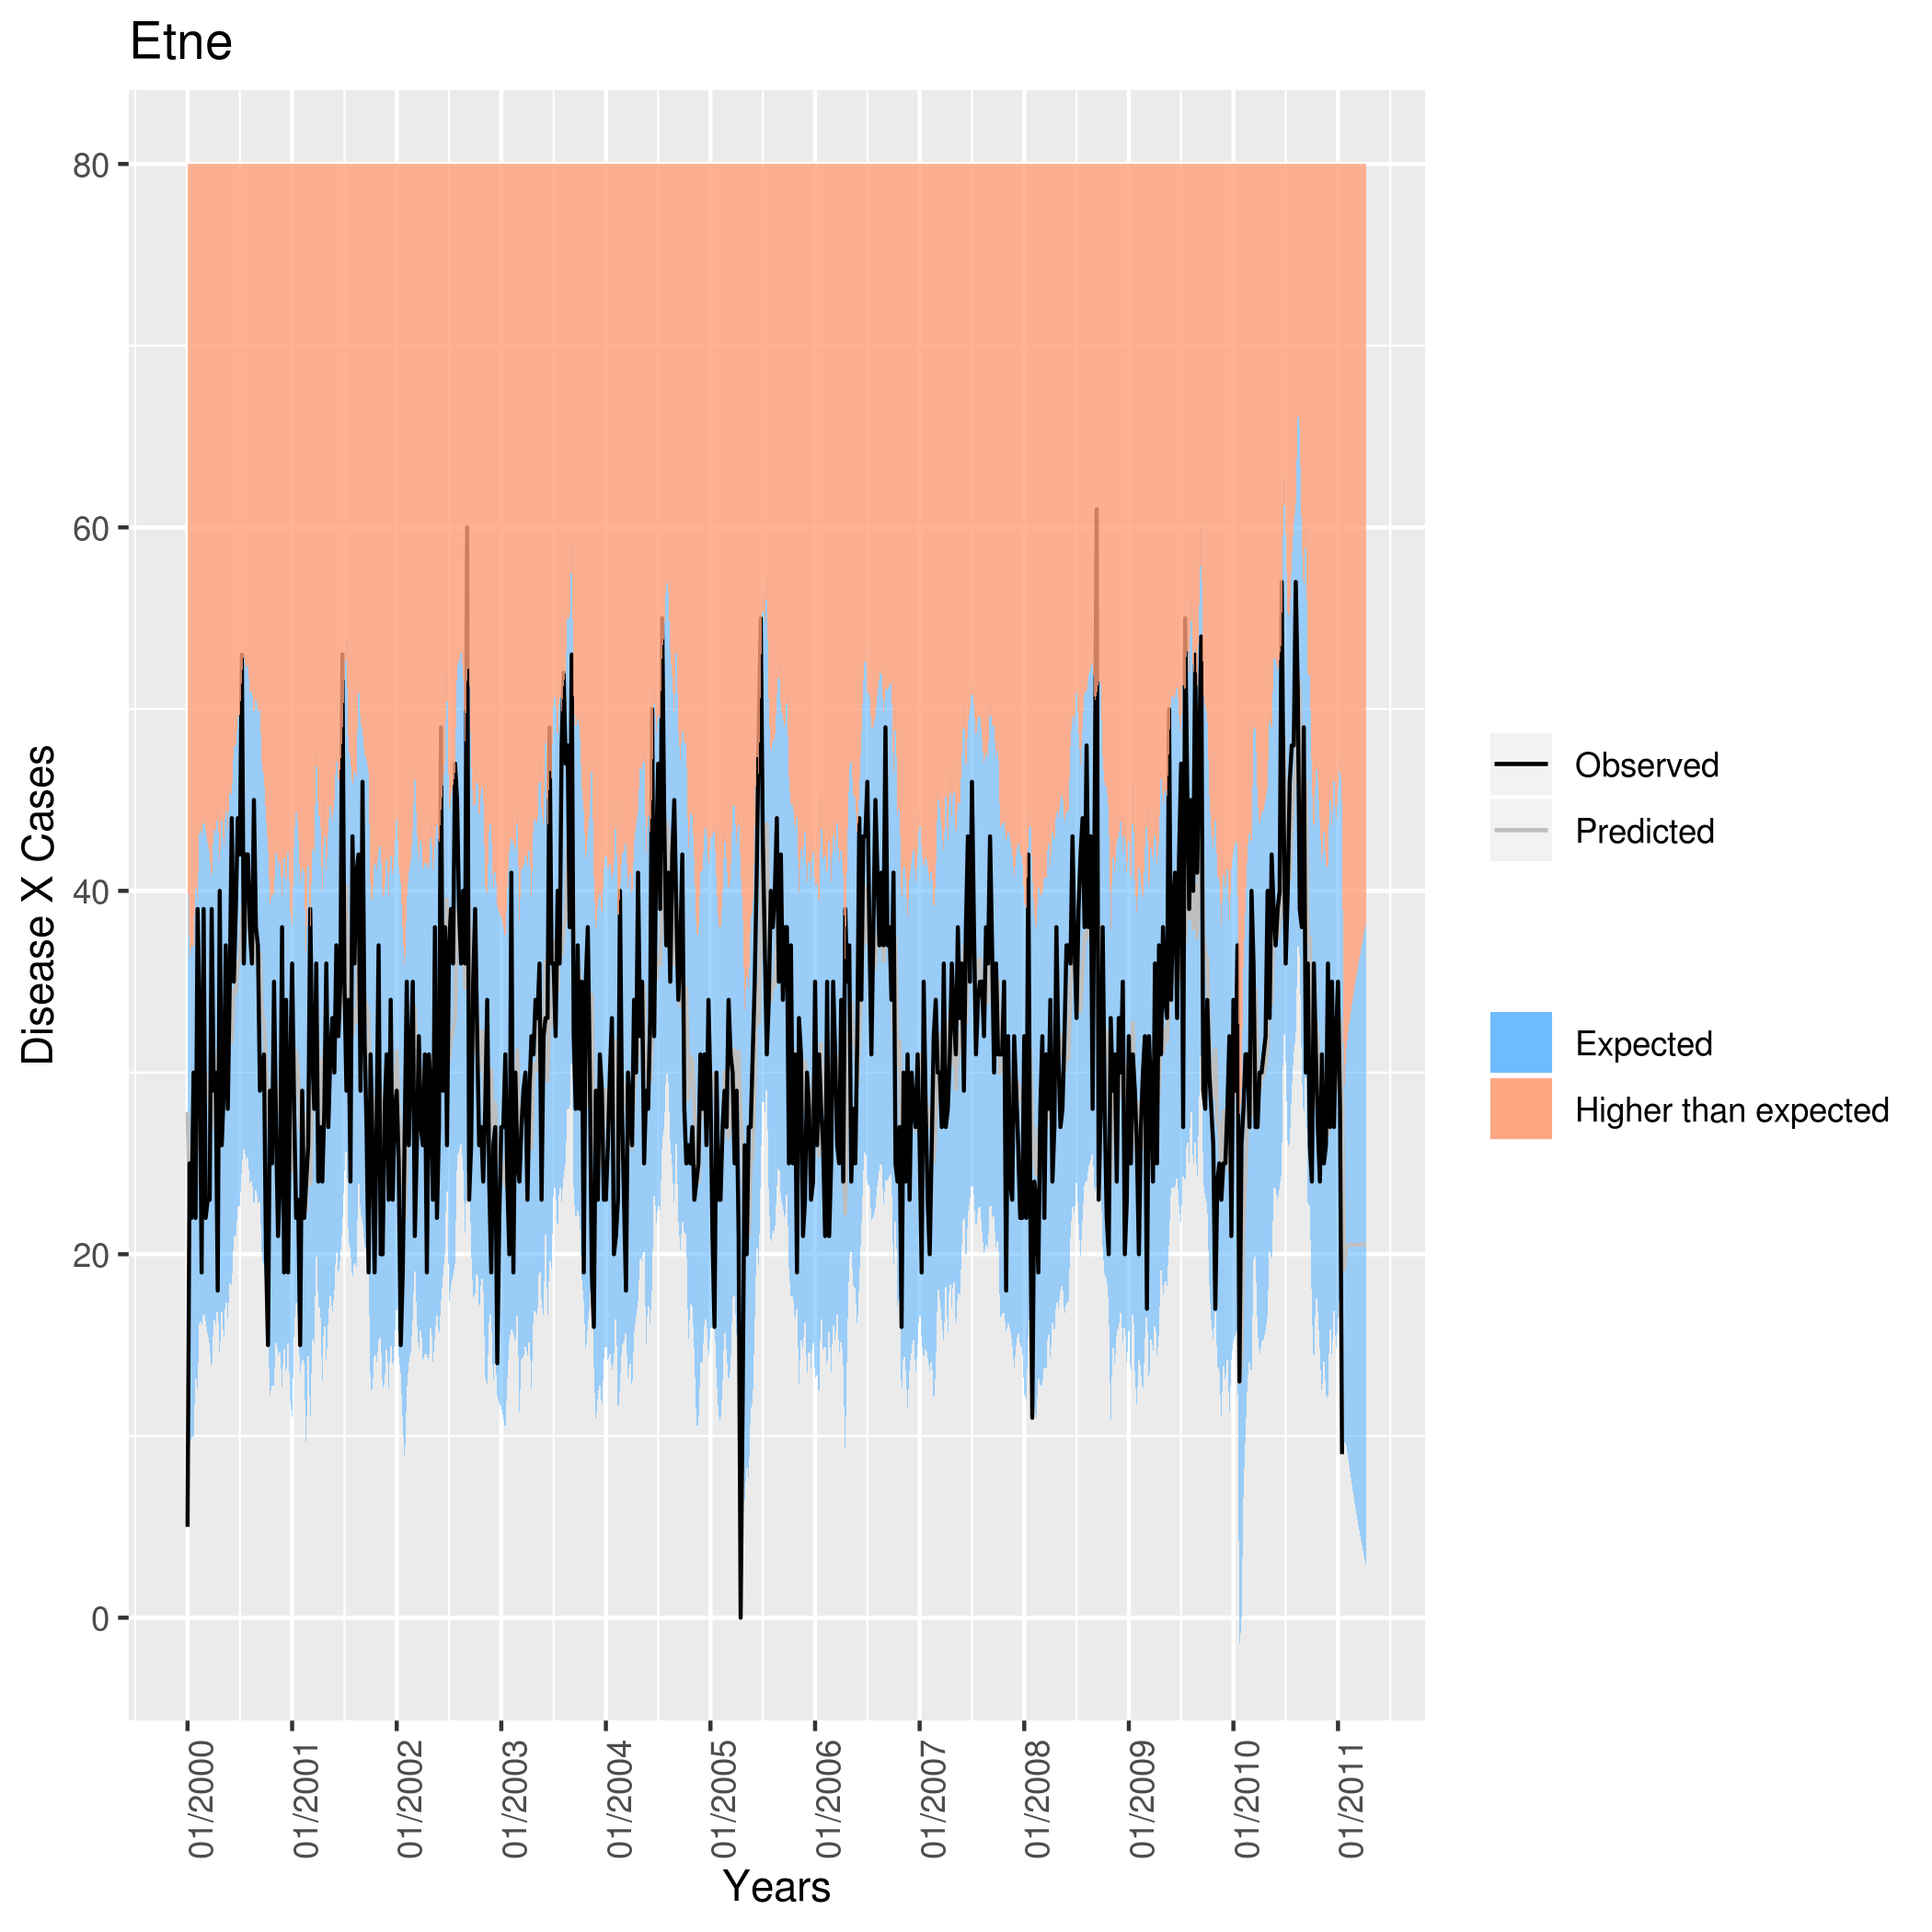 Etne
80
60
40
20
0
Disease X Cases
01/2000
01/2001
01/2002
01/2003
01/2004
01/2005
01/2006
01/2007
01/2008
01/2009
01/2010
01/2011
Years
Observed
Predicted
Expected
Higher than expected